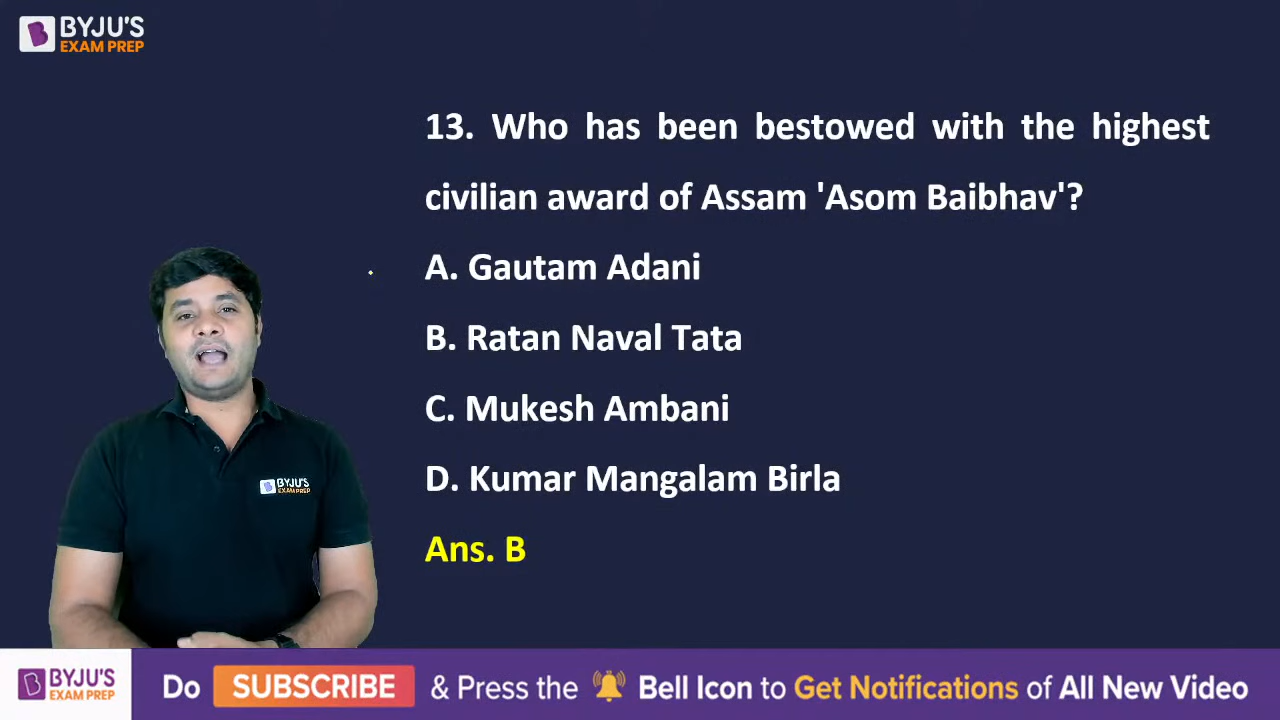 BYJU'S
EXAM PREP
13. Who has been bestowed with the highest
civilian award of Assam 'Asom Baibhav'?
A. Gautam Adani
B. Ratan Naval Tata
C. Mukesh Ambani
D. Kumar Mangalam Birla
Ans. B
BYJU'S
EXAM PREP
BYJU'S
EXAM PREP
Do SUBSCRIBE & Press the Bell Icon to Get Notifications of All New Video